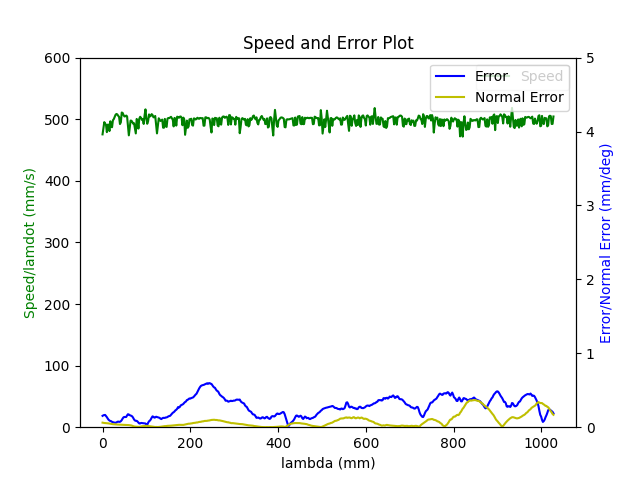 Speed and Error Plot
Error
Speed
Normal Error
600
500
400
300
200
100
0
5
4
3
2
1
0
0
200
400
600
800
1000
Speed/lamdot (mm/s)
Error/Normal Error (mm/deg)
lambda (mm)